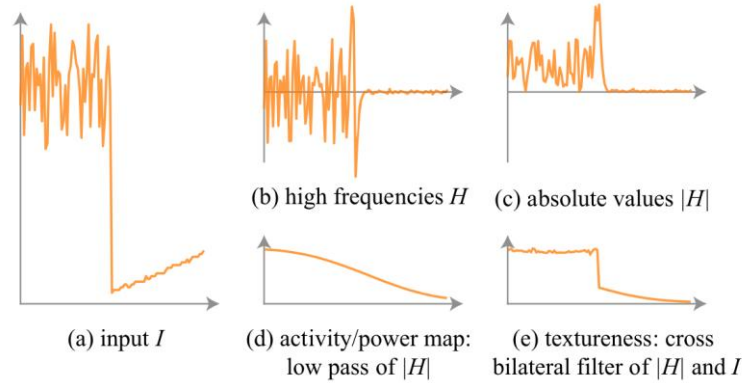 (b) high frequencies H
(c) absolute values |H|
(a) input I
(d) activity/power map:
low pass of |H|
(e) textureness: cross
bilateral filter of |H| and I